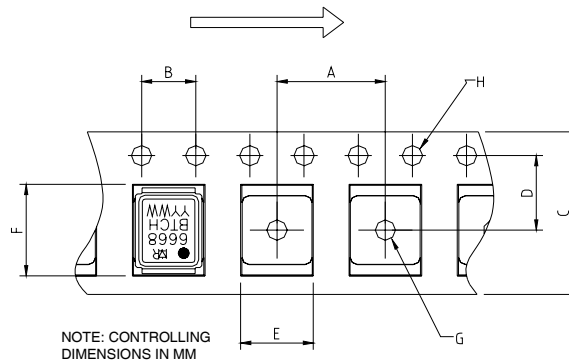 B
A
H
D
C
F
6668
BTCH
YYWW
E
G
NOTE: CONTROLLING
DIMENSIONS IN MM